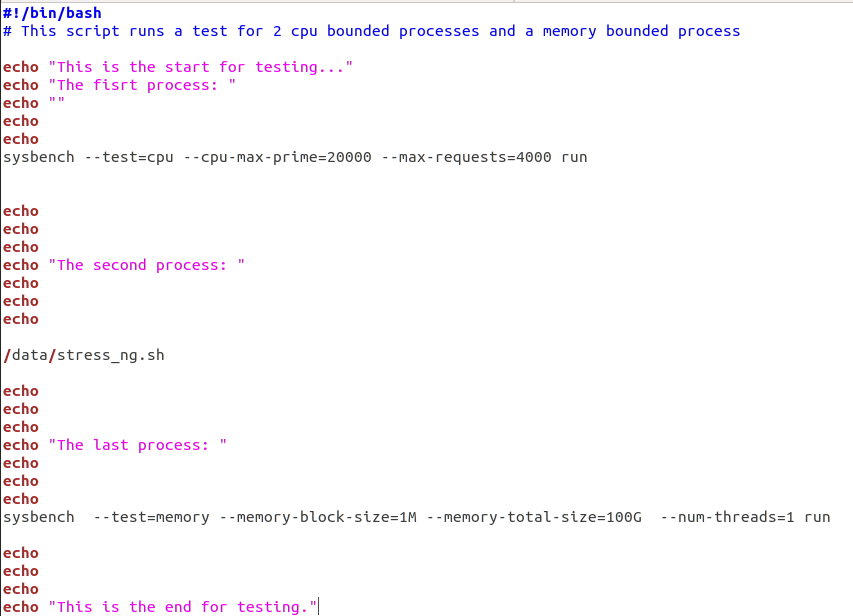 #!/bin/bash
# This script runs a test for 2 cpu bounded processes and a memory bounded process
echo "This is the start for testing..."
echo "The fisrt process: "
echo ""
echo
echo
sysbench --test=cpu --cpu-max-prime=20000 --max-requests=4000 run
echo
echo
echo
echo "The second process: "
echo
echo
echo
/data/stress_ng.sh
echo
echo
echo
echo "The last process: "
echo
echo
echo
sysbench  --test=memory --memory-block-size=1M --memory-total-size=100G  --num-threads=1 run
echo
echo
echo
echo "This is the end for testing."